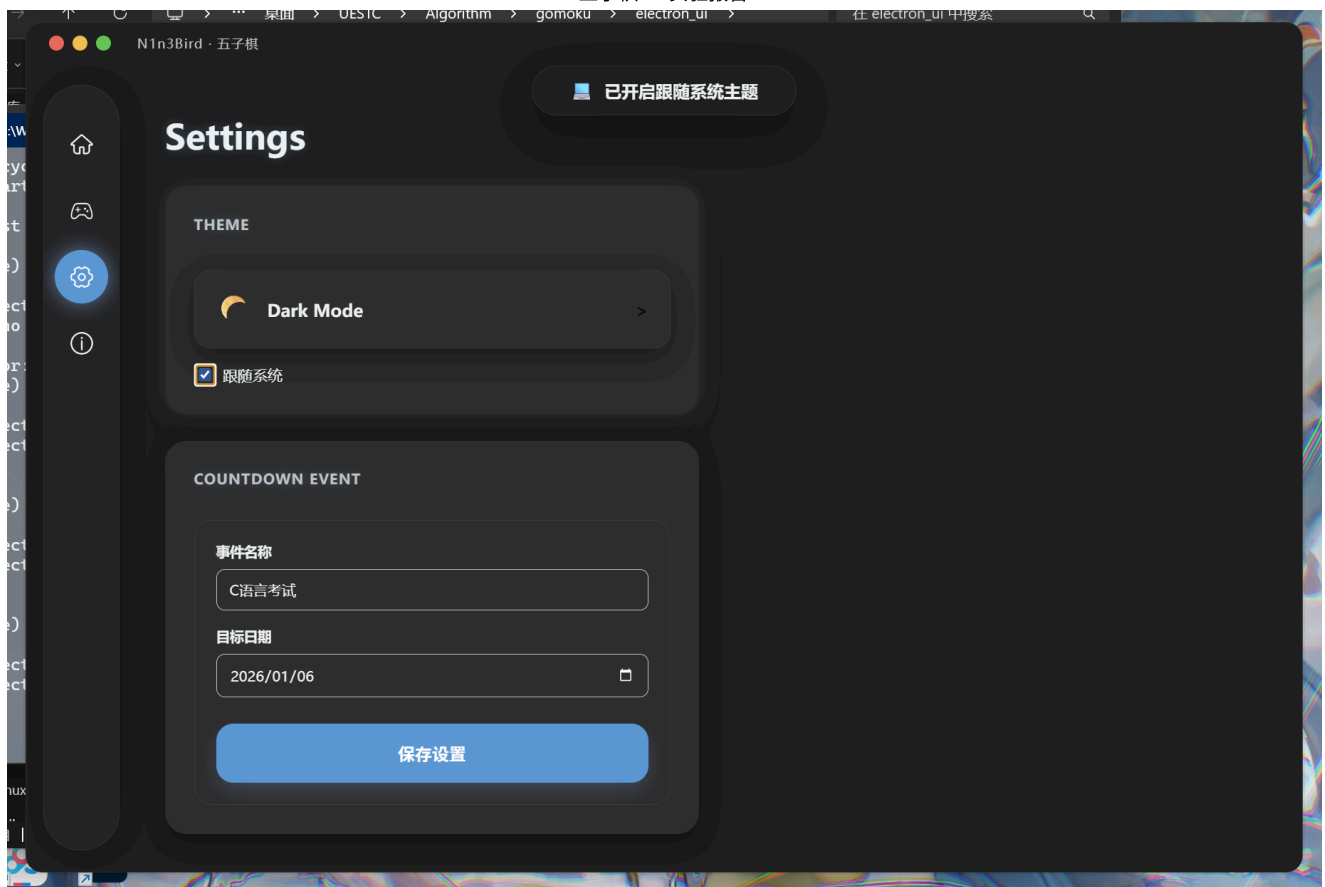 桌面 > UESTC > Algorithm > gomoku > electron_ui >
在 electron_ui 中搜索
N1n3Bird · 五子棋
已开启跟随系统主题
Settings
THEME
Dark Mode >
跟随系统
COUNTDOWN EVENT
事件名称
C语言考试
目标日期
2026/01/06
保存设置